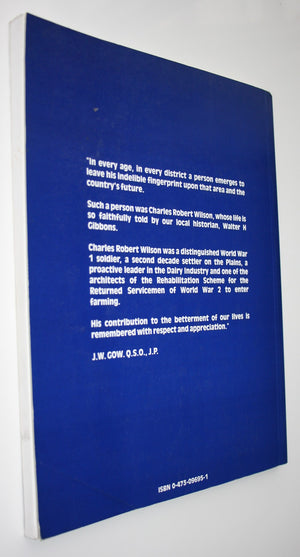 "In every age, in every district a person emerges to
leave his indelible fingerprint upon that area and the
country's future.
Such a person was Charles Robert Wilson, whose life is
so faithfully told by our local historian, Walter H
Gibbons.
Charles Robert Wilson was a distinguished World War
1 soldier, a second decade settler on the Plains, a
proactive leader in the Dairy Industry and one of the
architects of the Rehabilitation Scheme for the
Returned Servicemen of World War 2 to enter
farming.
His contribution to the betterment of our lives is
remembered with respect and appreciation."
J.W. GOW. Q.S.O., J.P.
ISBN 0-473-09695-1